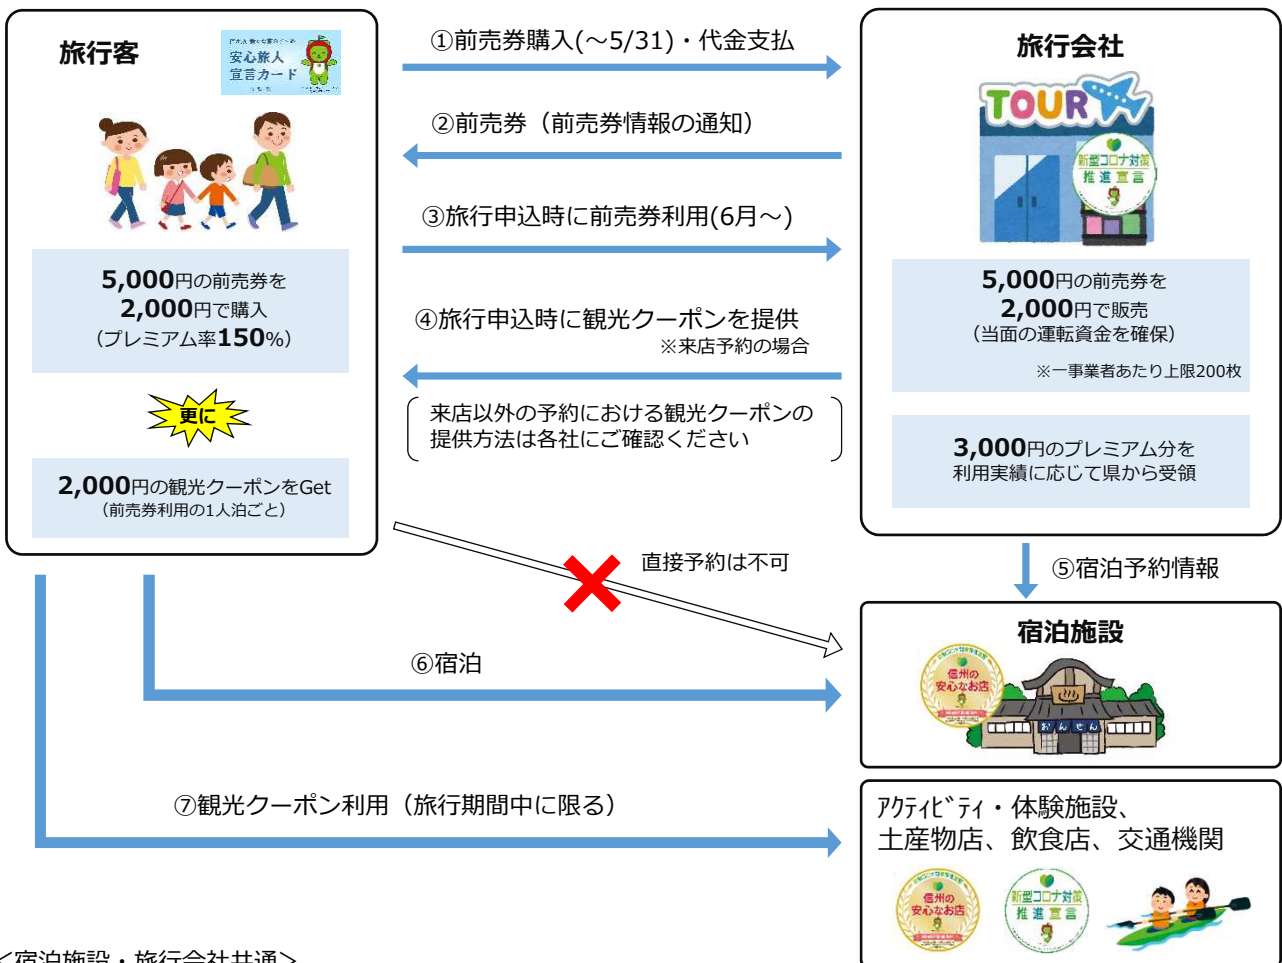 旅行客
安心旅人
宣言カード
5,000円の前売券を
2,000円で購入
(プレミアム率150%)
更に
2,000円の観光クーポンをGet
(前売券利用の1人泊ごと)
①前売券購入(～5/31)・代金支払
②前売券（前売券情報の通知）
③旅行申込時に前売券利用(6月～)
④旅行申込時に観光クーポンを提供
※来店予約の場合
来店以外の予約における観光クーポンの
提供方法は各社にご確認ください
旅行会社
TOUR
新型コロナ対策
推進宣言
5,000円の前売券を
2,000円で販売
(当面の運転資金を確保)
※一事業者あたり上限200枚
3,000円のプレミアム分を
利用実績に応じて県から受領
直接予約は不可
⑤宿泊予約情報
宿泊施設
信州の
安心なお店
おんせん
⑥宿泊
⑦観光クーポン利用（旅行期間中に限る）
ｱｸﾃｨﾋﾞﾃｨ・体験施設、
土産物店、飲食店、交通機関
信州の
安心なお店
新型コロナ対策
推進宣言
＜宿泊施設・旅行会社共通＞